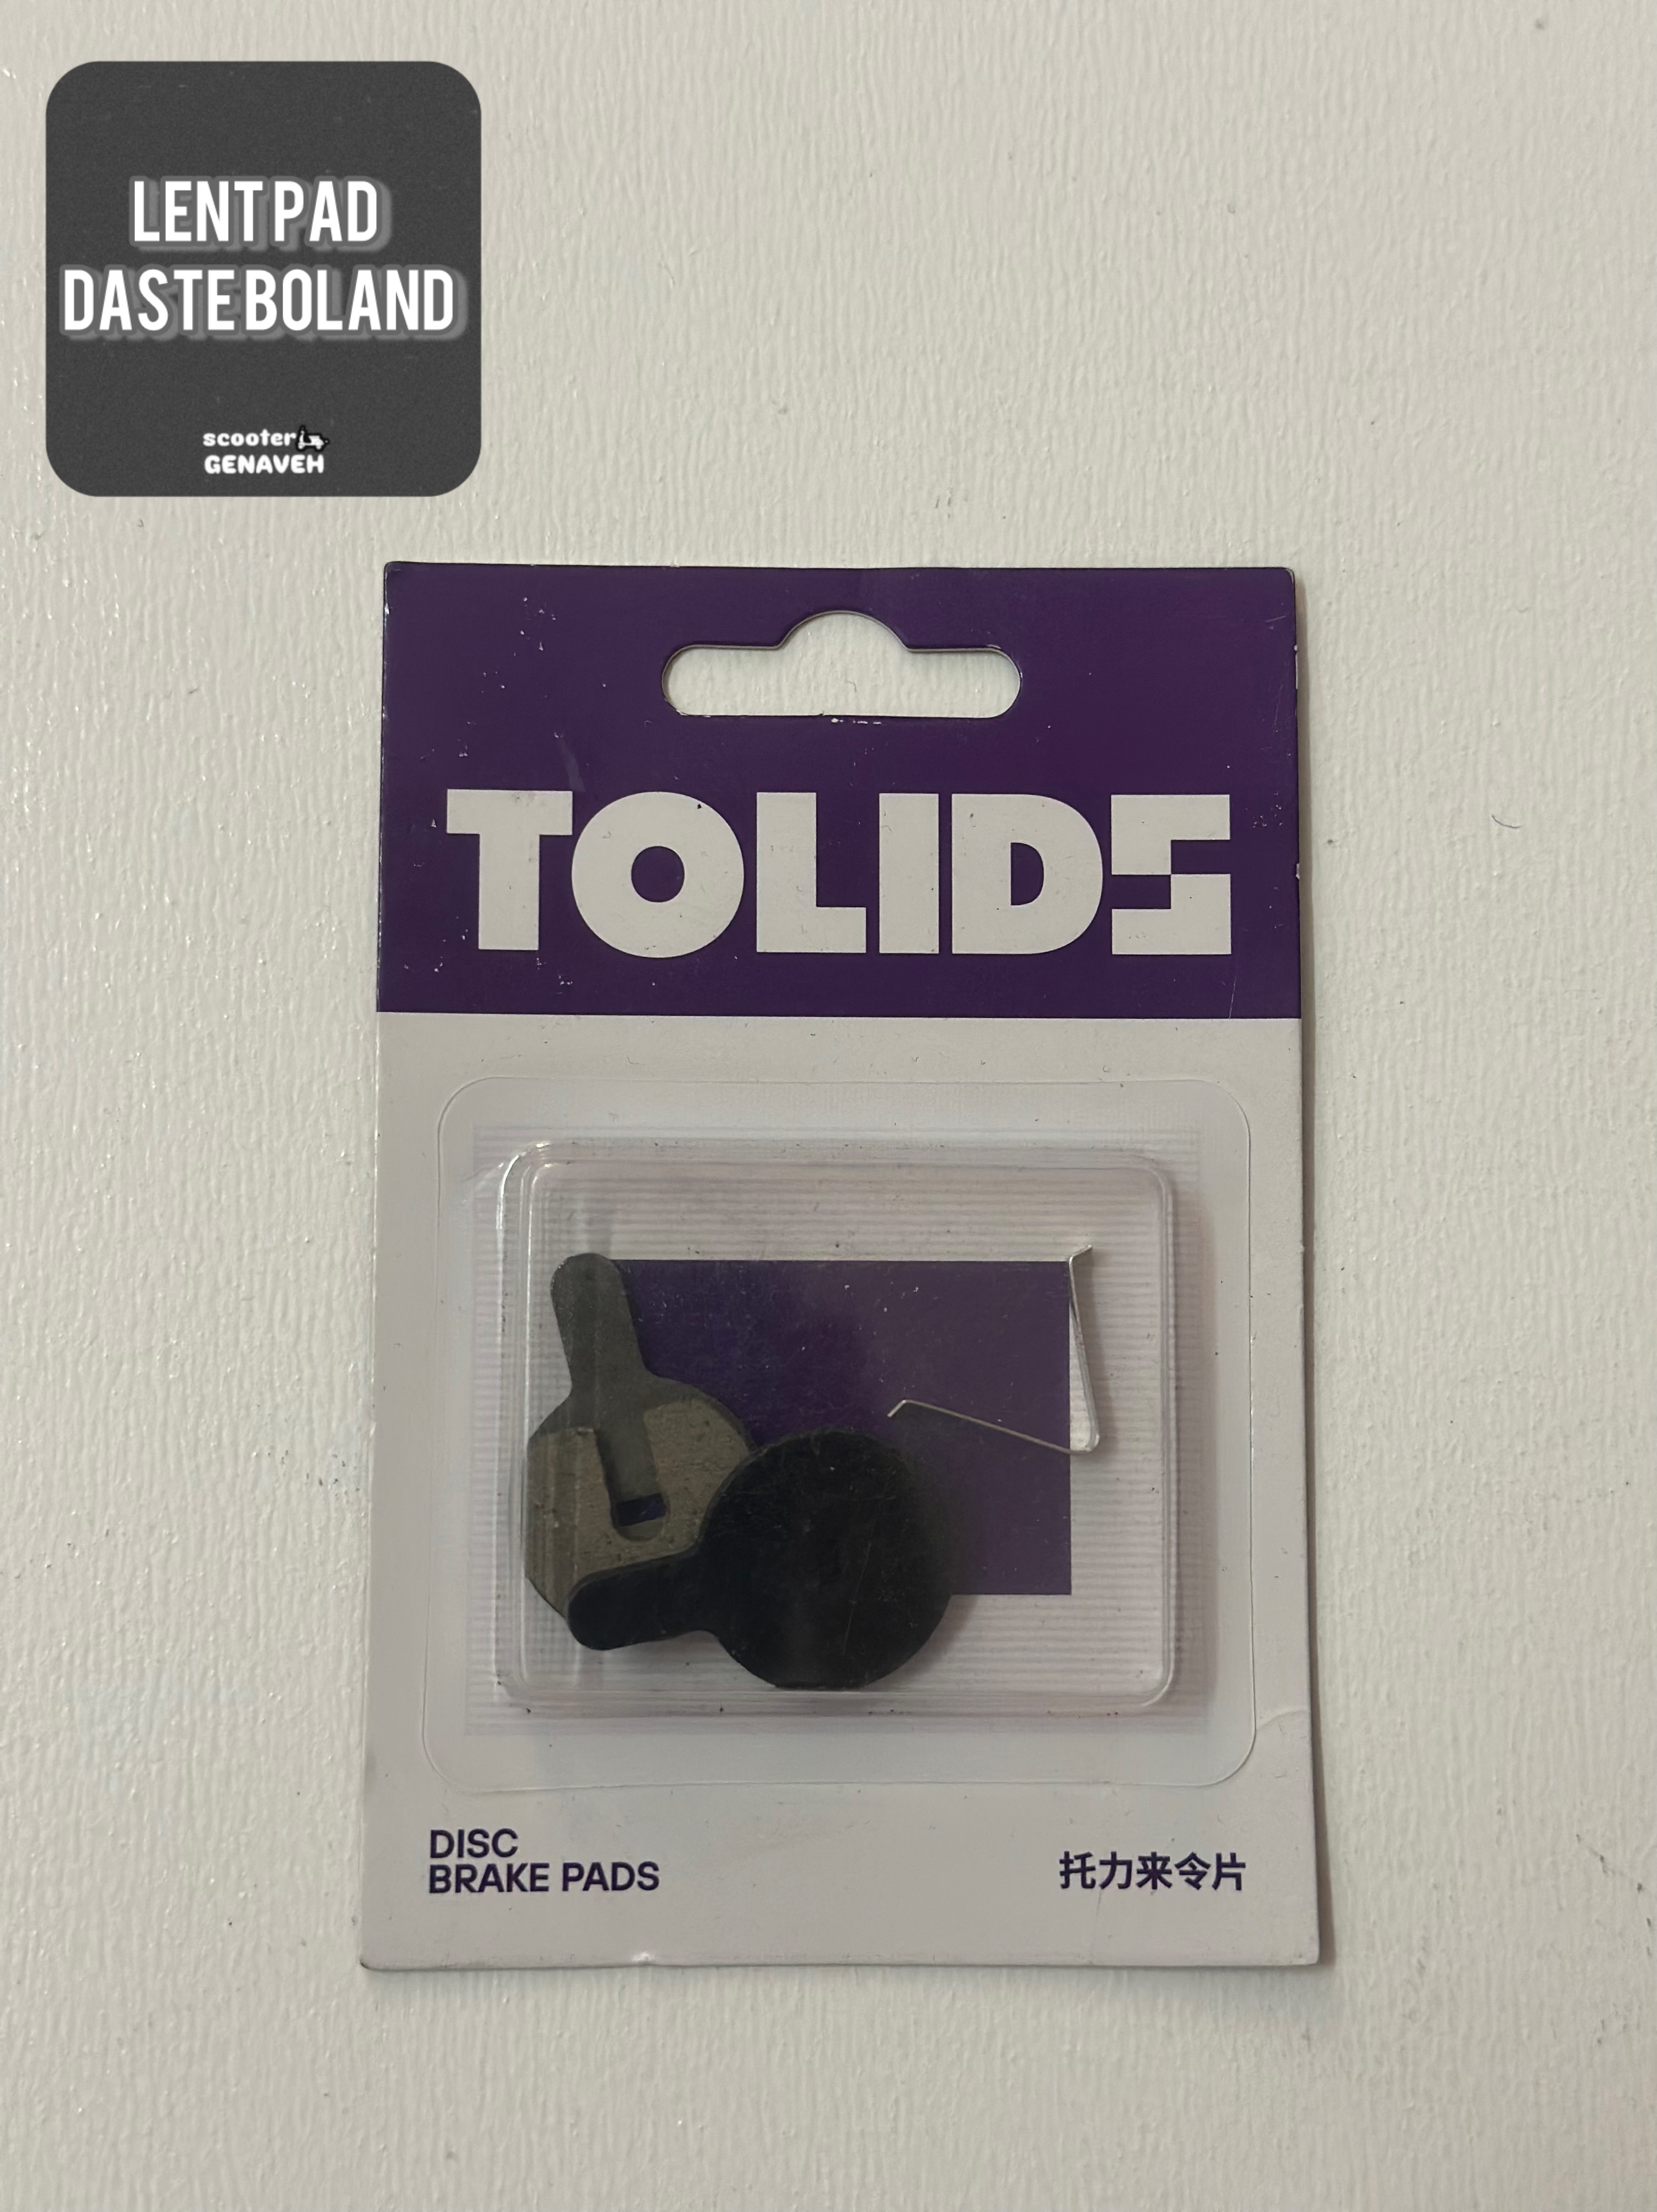 LENT PAD
DASTE BOLAND
scooter
GENAVEH
TOLIDS
DISC
BRAKE PADS
托力来令片